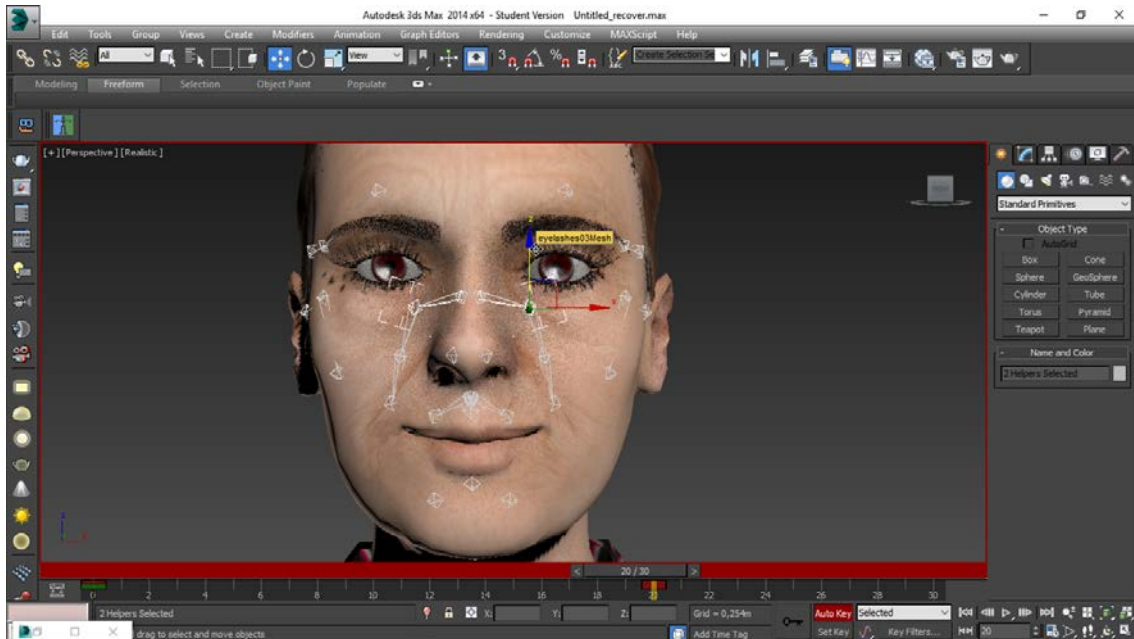 Autodesk 3ds Max 2014 x64 - Student Version Untitled_recover.max
Edit Tools Group Views Create Modifiers Animation Graph Editors Rendering Customize MAXScript Help
All View Create Selection Se
Modeling Freeform Selection Object Paint Populate
[+] [Perspective] [Realistic]
Standard Primitives
Object Type
AutoGrid
Box Cone
Sphere GeoSphere
Cylinder Tube
Torus Pyramid
Teapot Plane
Name and Color
2 Helpers Selected
z
eyelashes03Mesh
x
< 20 / 30 >
0 2 4 6 8 10 12 14 16 18 20 22 24 26 28 30
2 Helpers Selected X: Y: Z: Grid = 0,254m Auto Key Selected
drag to select and move objects Add Time Tag Set Key Key Filters... 20